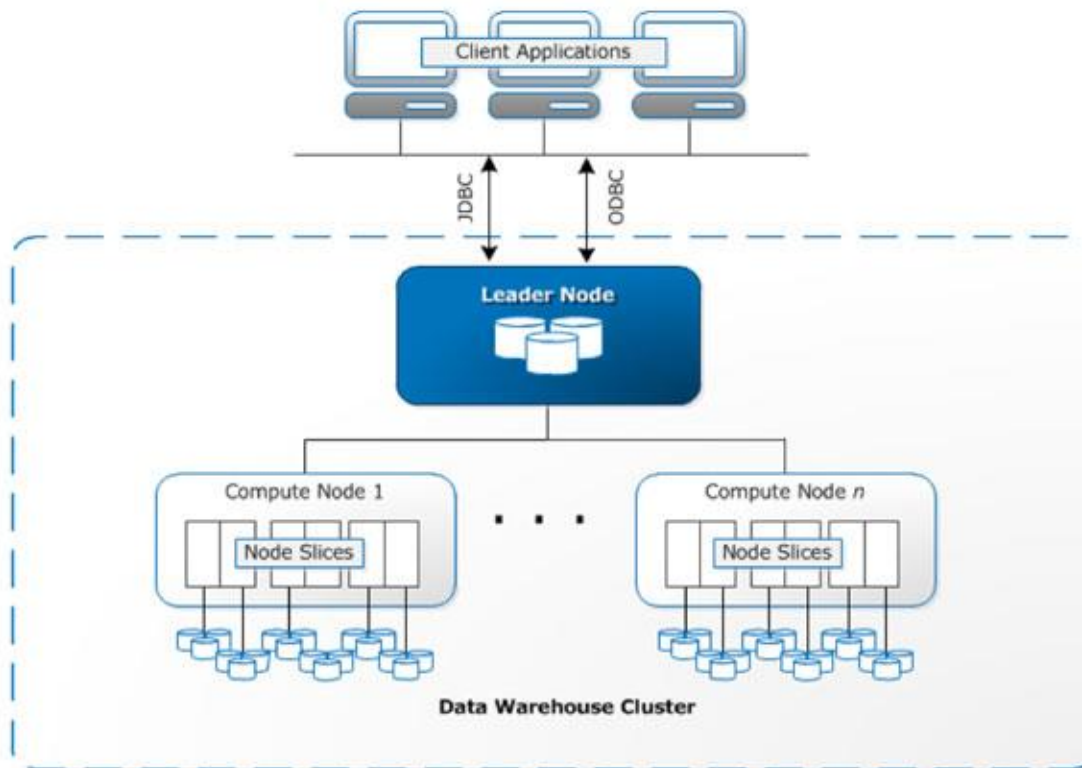 Client Applications
JDBC
ODBC
Leader Node
Compute Node 1
Compute Node n
. . .
Node Slices
Node Slices
Data Warehouse Cluster